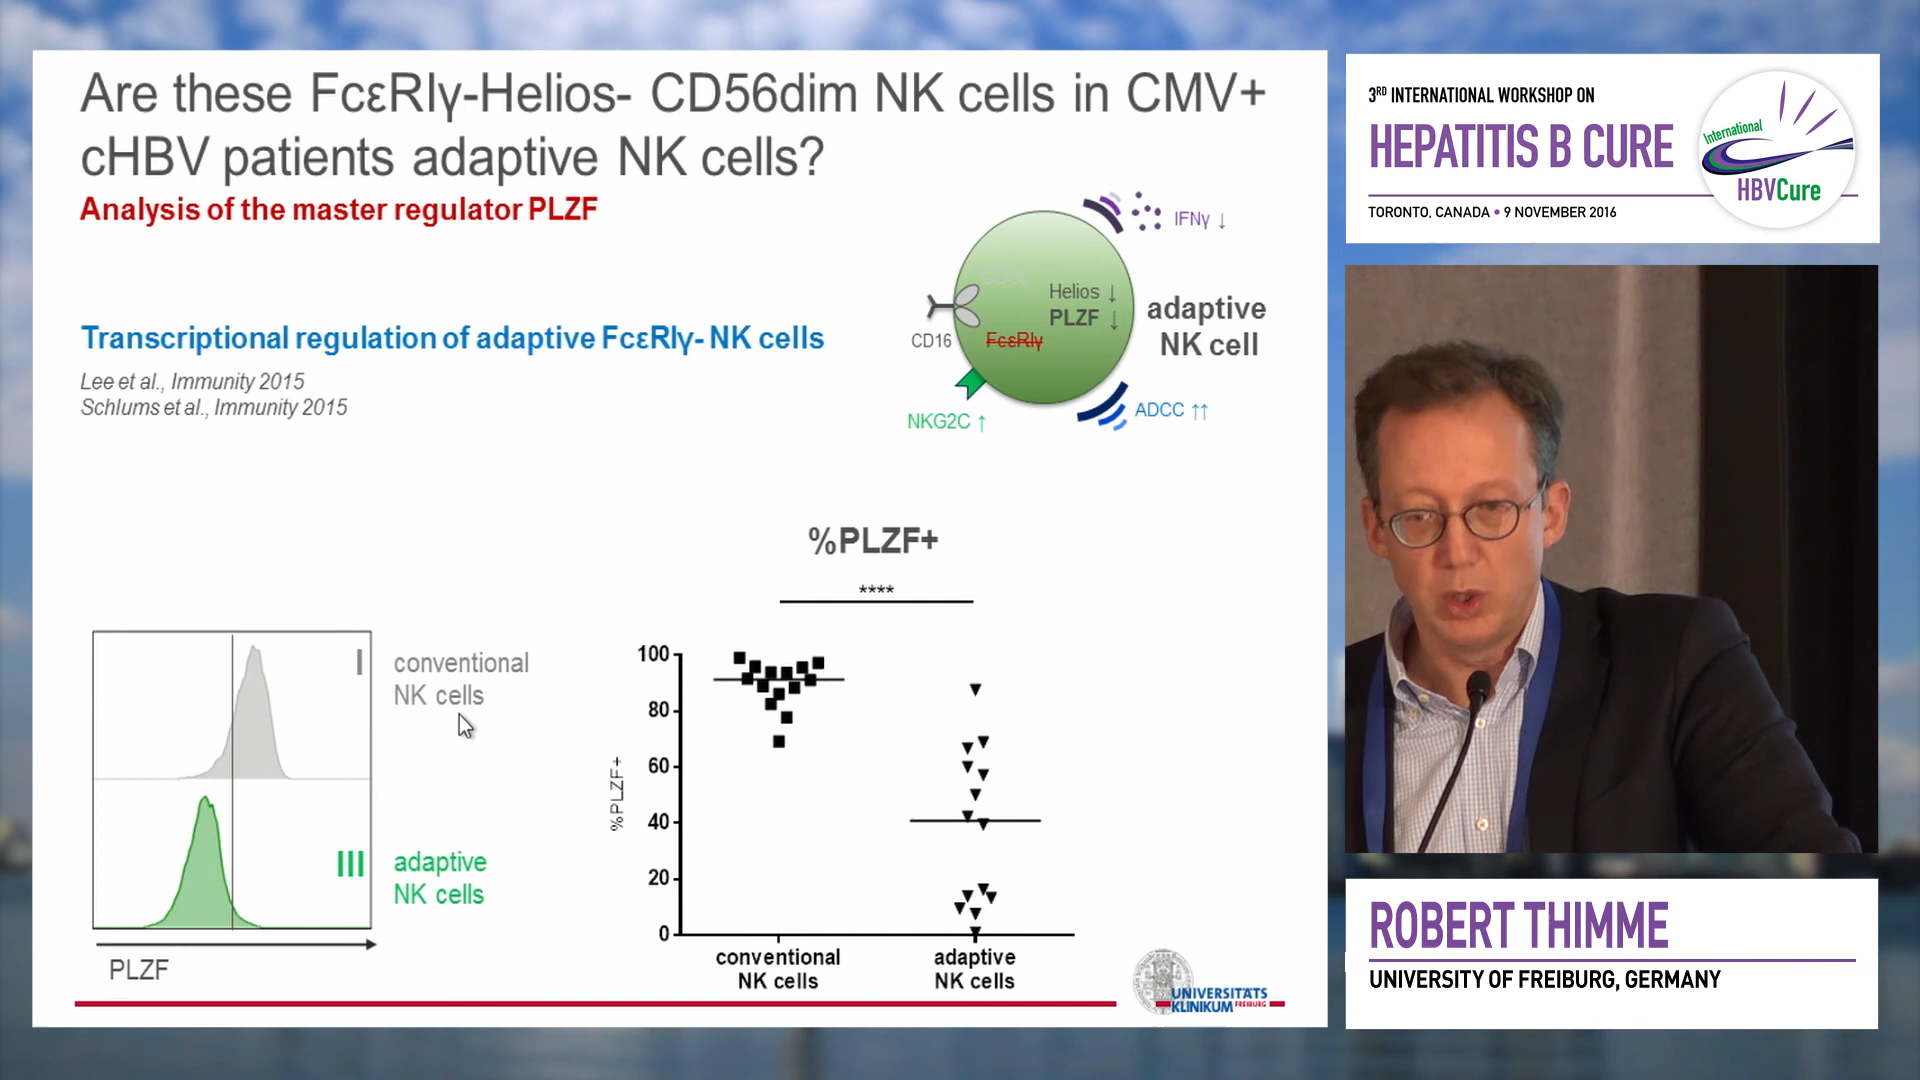 Are these FcεRIγ-Helios- CD56dim NK cells in CMV+
cHBV patients adaptive NK cells?
Analysis of the master regulator PLZF
Transcriptional regulation of adaptive FcεRIγ- NK cells
Lee et al., Immunity 2015
Schlums et al., Immunity 2015
IFNγ ↓
Helios ↓
PLZF ↓
CD16
FcεRIγ
adaptive
NK cell
NKG2C ↑
ADCC ↑↑
%PLZF+
****
I
conventional
NK cells
III
adaptive
NK cells
PLZF
%PLZF+
100
80
60
40
20
0
conventional
NK cells
adaptive
NK cells
UNIVERSITÄTS
KLINIKUM FREIBURG
3RD INTERNATIONAL WORKSHOP ON
HEPATITIS B CURE
TORONTO, CANADA • 9 NOVEMBER 2016
International
HBVCure
ROBERT THIMME
UNIVERSITY OF FREIBURG, GERMANY